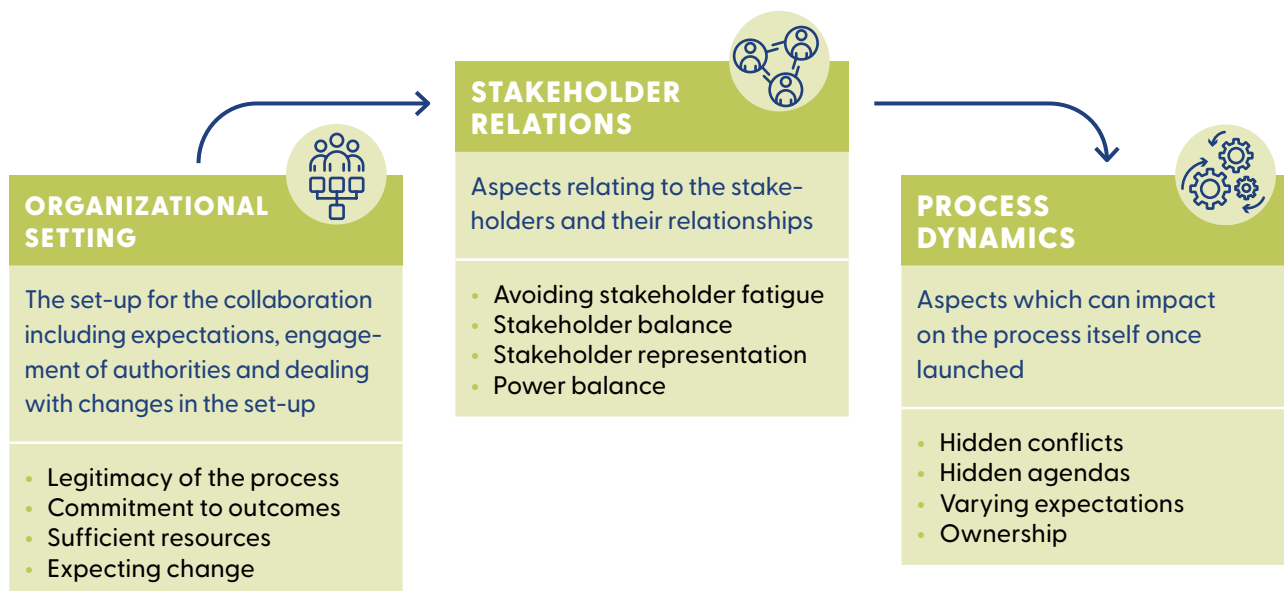 ORGANIZATIONAL
SETTING
The set-up for the collaboration
including expectations, engage-
ment of authorities and dealing
with changes in the set-up
• Legitimacy of the process
• Commitment to outcomes
• Sufficient resources
• Expecting change
STAKEHOLDER
RELATIONS
Aspects relating to the stake-
holders and their relationships
• Avoiding stakeholder fatigue
• Stakeholder balance
• Stakeholder representation
• Power balance
PROCESS
DYNAMICS
Aspects which can impact
on the process itself once
launched
• Hidden conflicts
• Hidden agendas
• Varying expectations
• Ownership